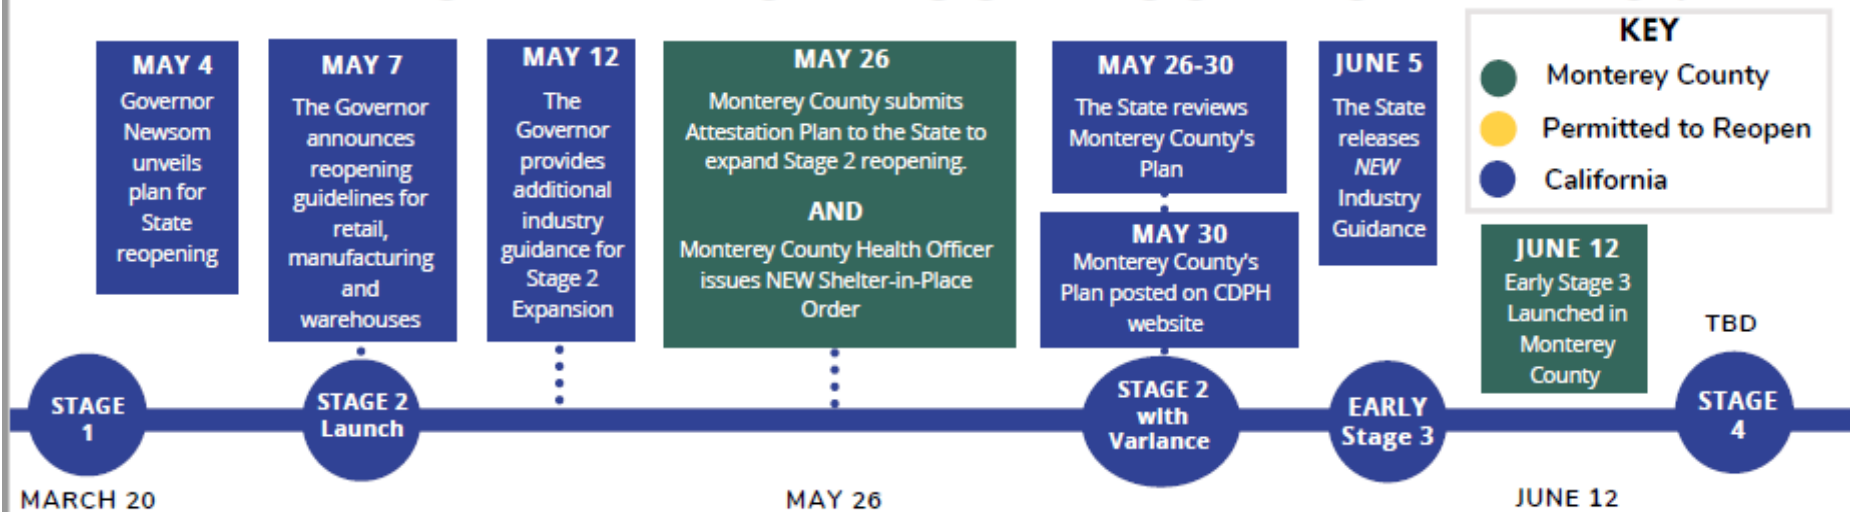 MAY 4
Governor
Newsom
unveils
plan for
State
reopening
MAY 7
The Governor
announces
reopening
guidelines for
retail,
manufacturing
and
warehouses
MAY 12
The
Governor
provides
additional
industry
guidance for
Stage 2
Expansion
MAY 26
Monterey County submits
Attestation Plan to the State to
expand Stage 2 reopening.
AND
Monterey County Health Officer
issues NEW Shelter-in-Place
Order
MAY 26-30
The State reviews
Monterey County's
Plan
MAY 30
Monterey County's
Plan posted on CDPH
website
JUNE 5
The State
releases
NEW
Industry
Guidance
KEY
Monterey County
Permitted to Reopen
California
JUNE 12
Early Stage 3
Launched in
Monterey
County
TBD
STAGE
1
STAGE 2
Launch
STAGE 2
with
Variance
EARLY
Stage 3
STAGE
4
MARCH 20
MAY 26
JUNE 12